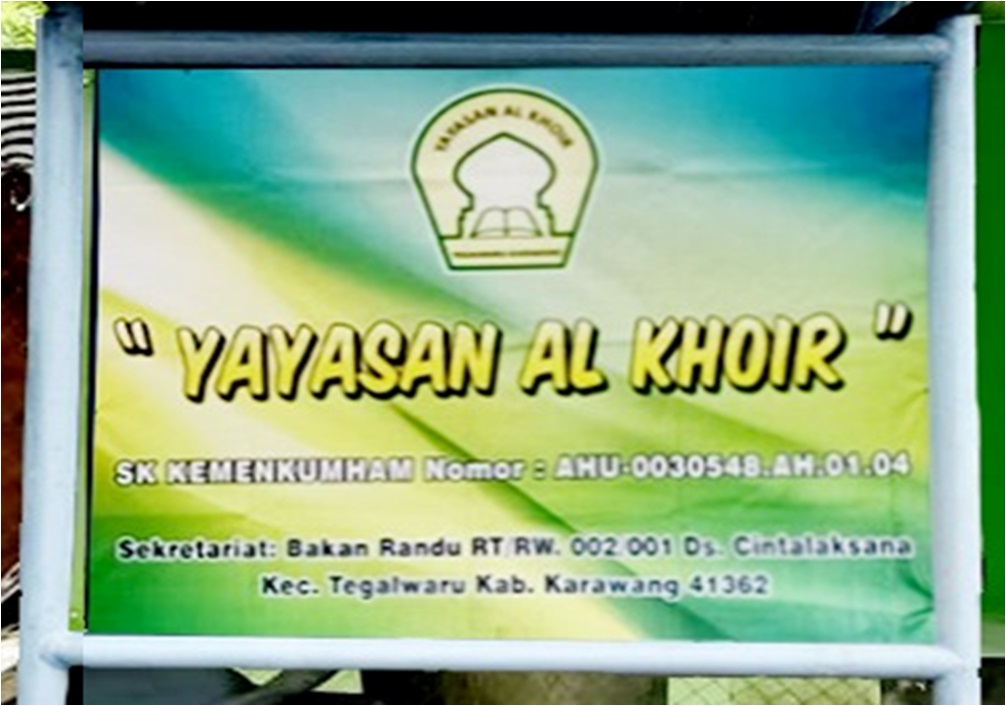 YAYASAN AL KHOIR
" YAYASAN AL KHOIR "
SK KEMENKUMHAM Nomor : AHU-0030548.AH.01.04
Sekretariat: Bakan Randu RT/RW. 002/001 Ds. Cintalaksana
Kec. Tegalwaru Kab. Karawang 41362